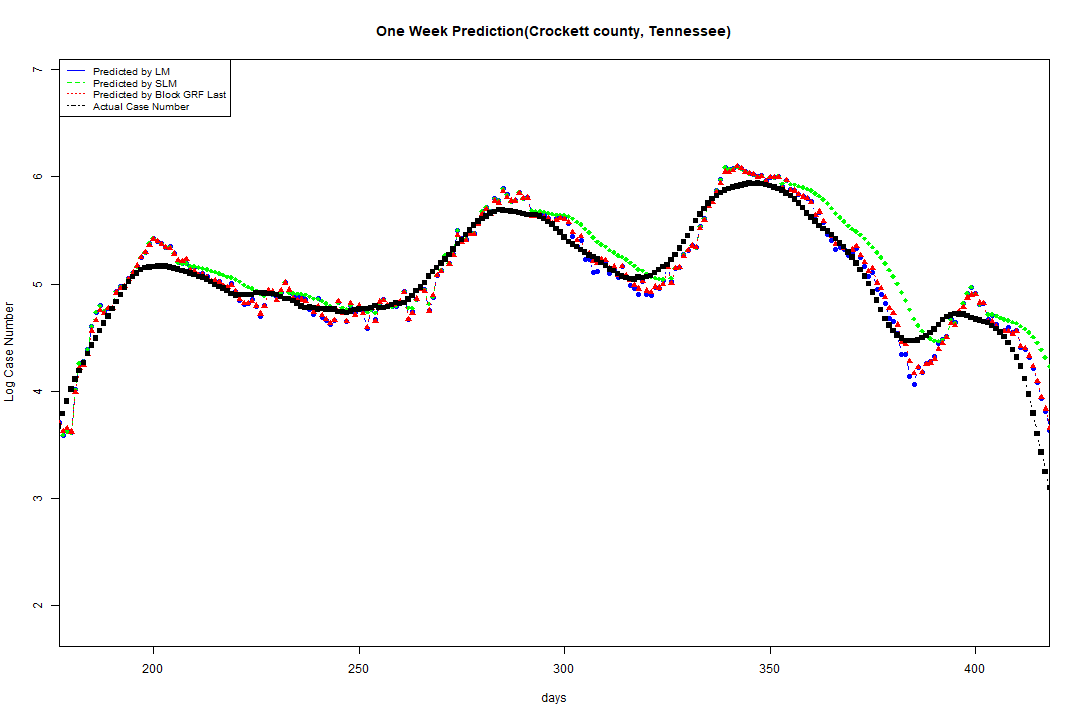 One Week Prediction(Crockett county, Tennessee)
Predicted by LM
Predicted by SLM
Predicted by Block GRF Last
Actual Case Number
7
6
5
4
3
2
Log Case Number
200 250 300 350 400
days